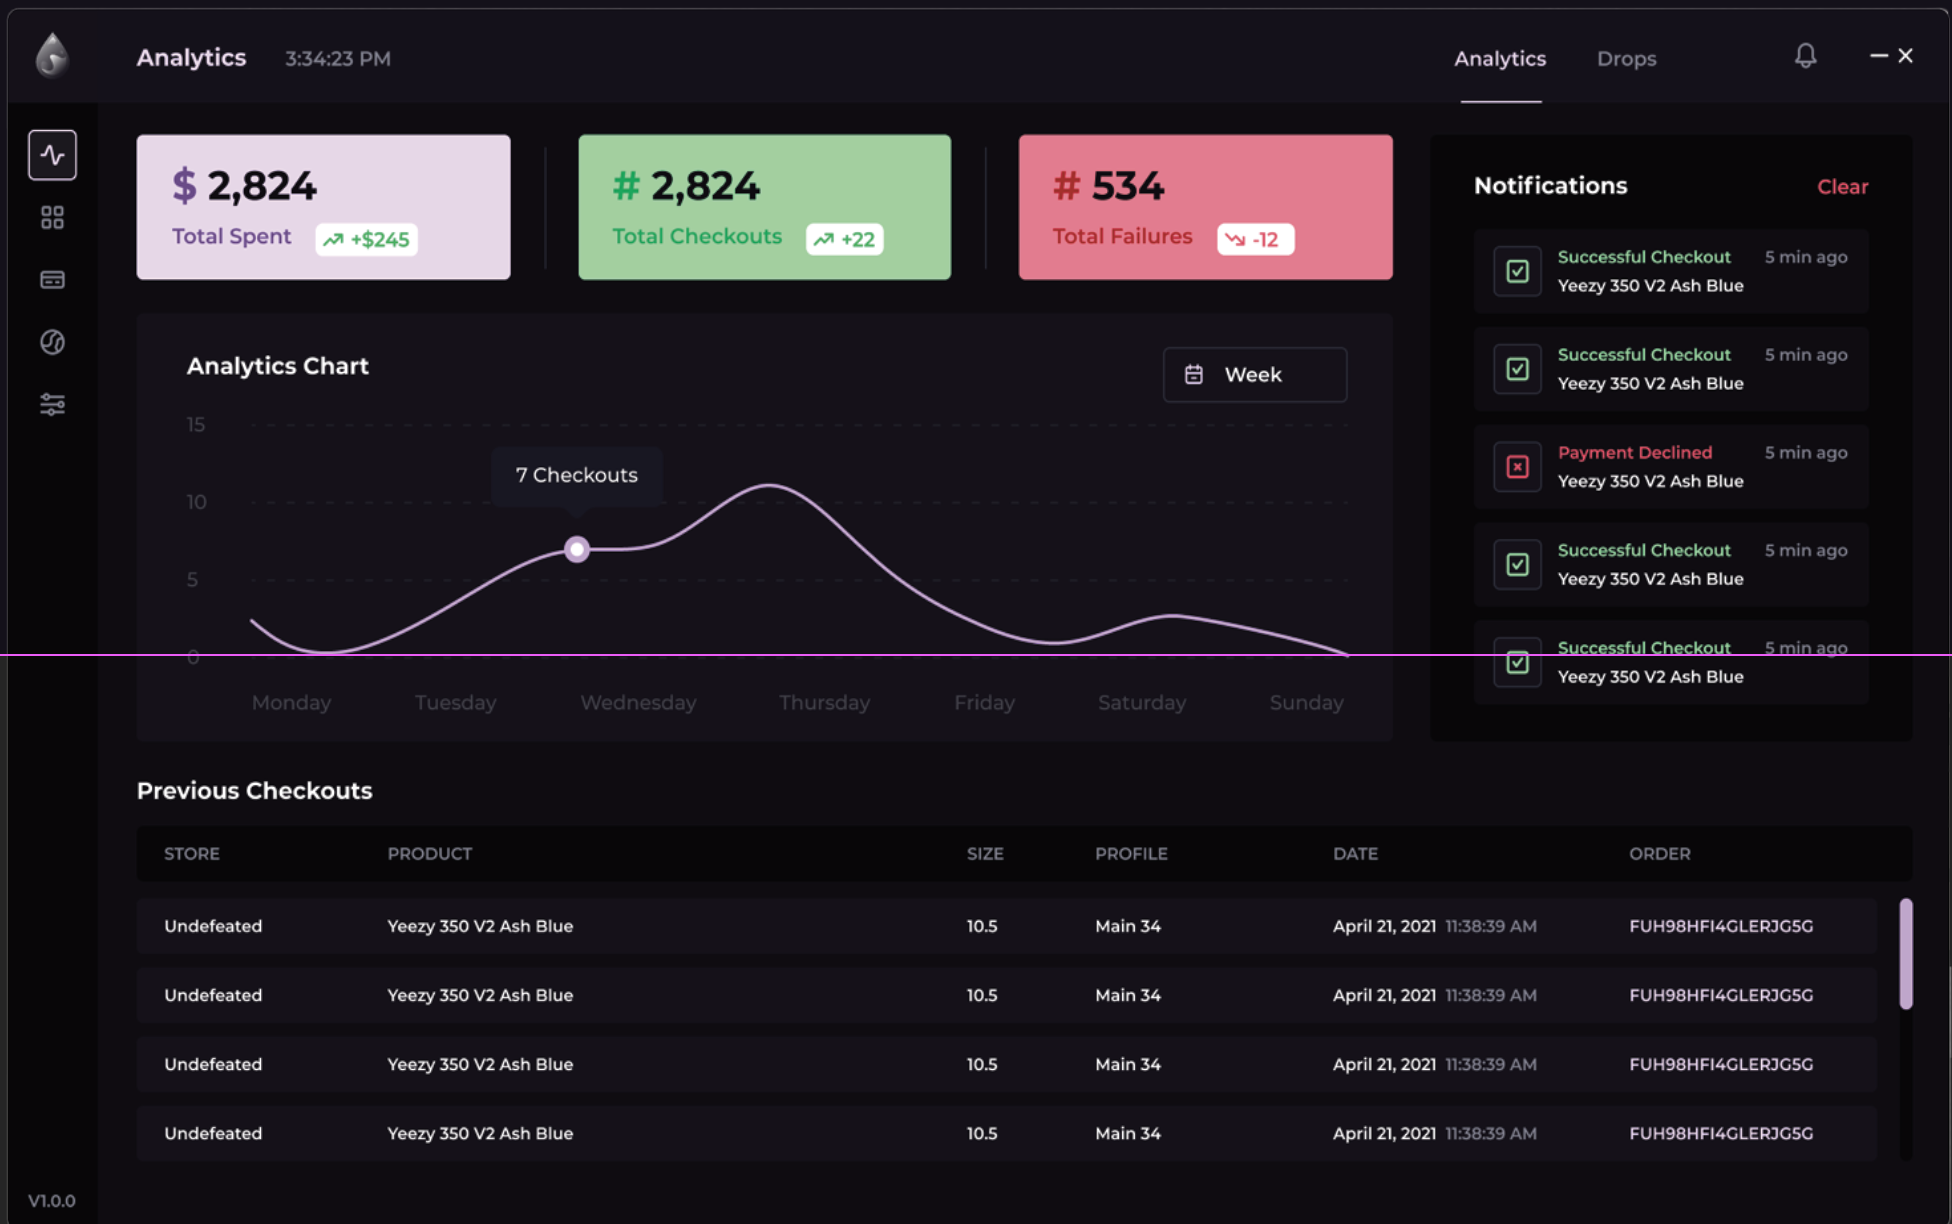 Analytics 3:34:23 PM Analytics Drops
$ 2,824
Total Spent +$245
# 2,824
Total Checkouts +22
# 534
Total Failures -12
Notifications Clear
Successful Checkout 5 min ago
Yeezy 350 V2 Ash Blue
Successful Checkout 5 min ago
Yeezy 350 V2 Ash Blue
Payment Declined 5 min ago
Yeezy 350 V2 Ash Blue
Successful Checkout 5 min ago
Yeezy 350 V2 Ash Blue
Successful Checkout 5 min ago
Yeezy 350 V2 Ash Blue
Analytics Chart Week
15
7 Checkouts
10
5
0
Monday Tuesday Wednesday Thursday Friday Saturday Sunday
Previous Checkouts
STORE PRODUCT SIZE PROFILE DATE ORDER
Undefeated Yeezy 350 V2 Ash Blue 10.5 Main 34 April 21, 2021 11:38:39 AM FUH98HFI4GLERJG5G
Undefeated Yeezy 350 V2 Ash Blue 10.5 Main 34 April 21, 2021 11:38:39 AM FUH98HFI4GLERJG5G
Undefeated Yeezy 350 V2 Ash Blue 10.5 Main 34 April 21, 2021 11:38:39 AM FUH98HFI4GLERJG5G
Undefeated Yeezy 350 V2 Ash Blue 10.5 Main 34 April 21, 2021 11:38:39 AM FUH98HFI4GLERJG5G
V1.0.0